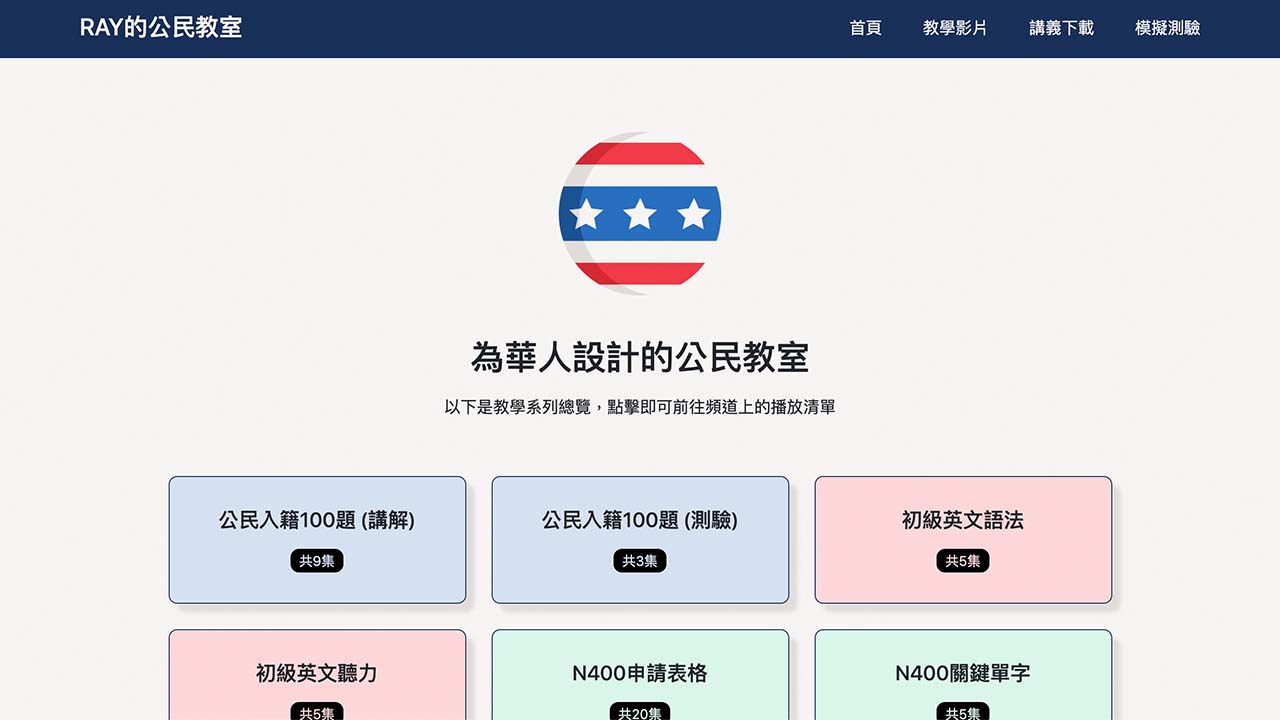 RAY的公民教室
首頁 教學影片 講義下載 模擬測驗
為華人設計的公民教室
以下是教學系列總覽，點擊即可前往頻道上的播放清單
公民入籍100題 (講解)
共9集
公民入籍100題 (測驗)
共3集
初級英文語法
共5集
初級英文聽力
共5集
N400申請表格
共20集
N400關鍵單字
共5集